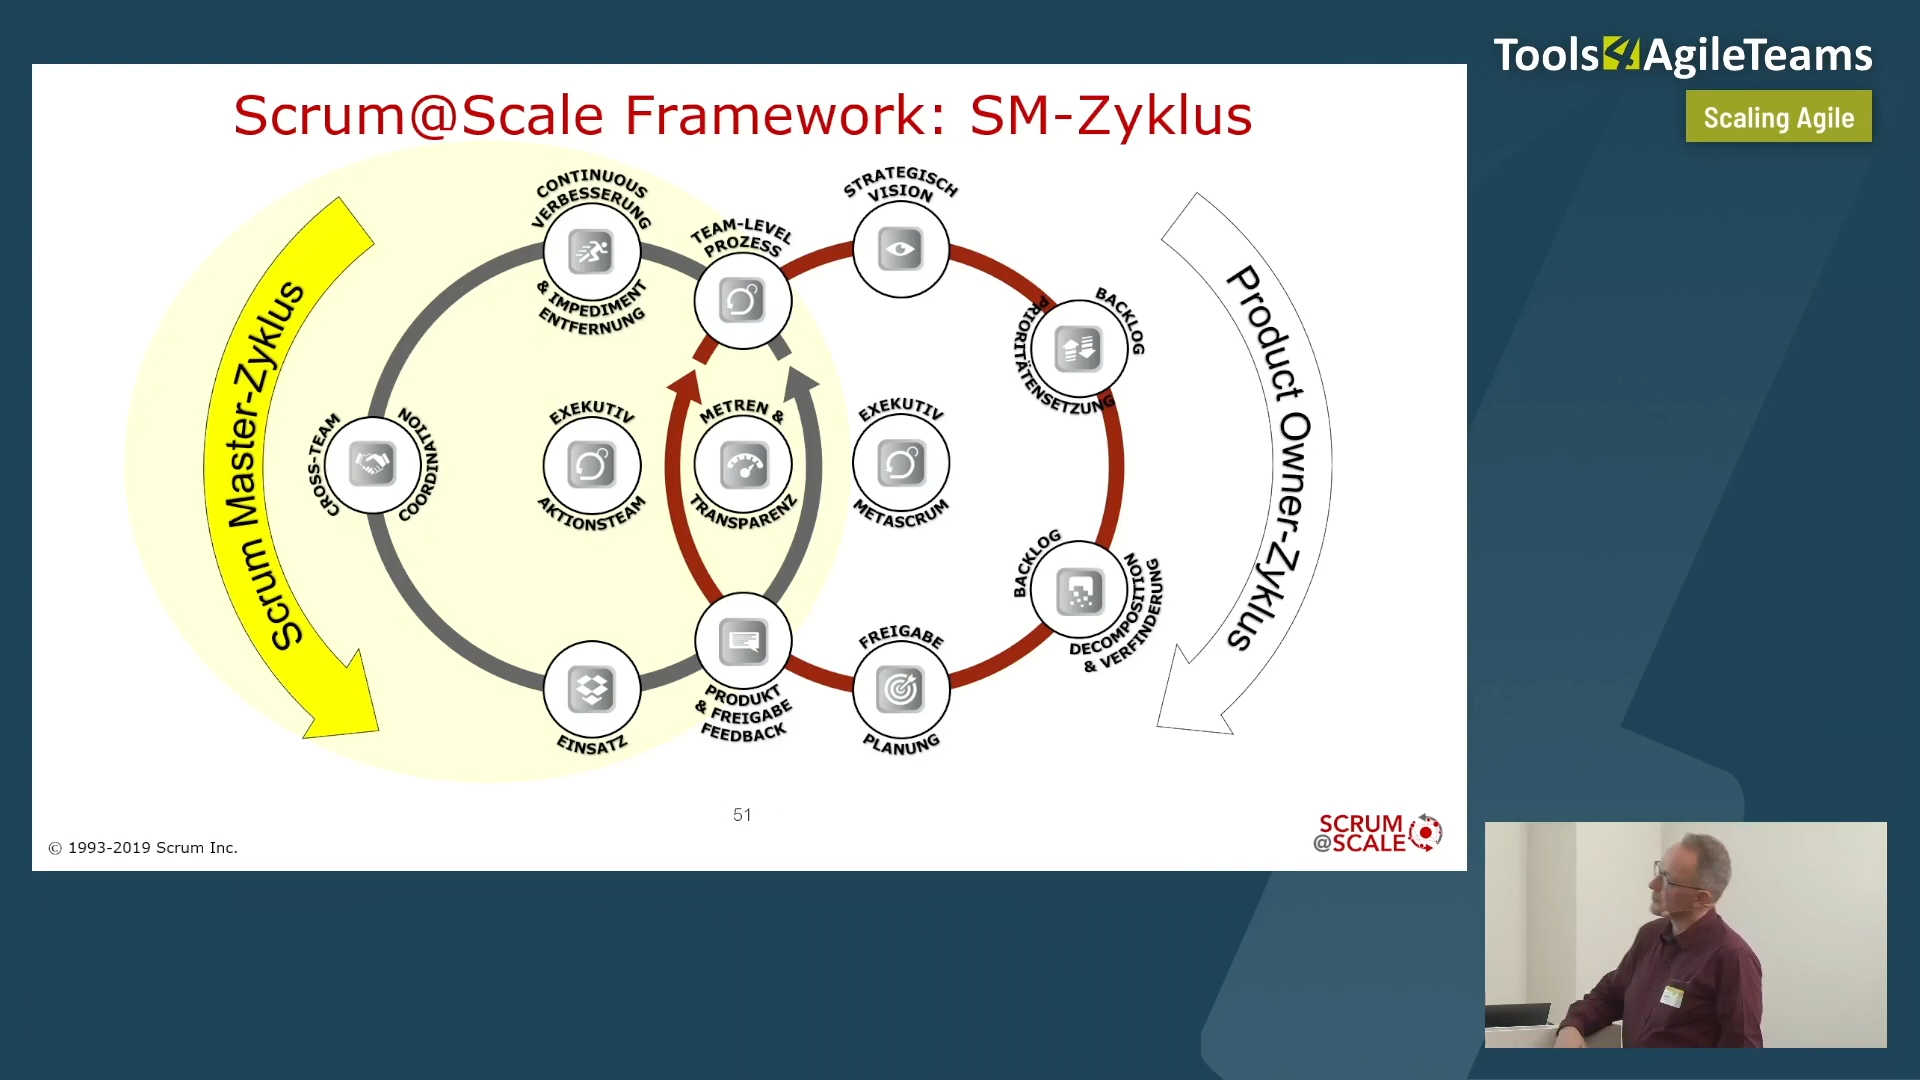 Tools4AgileTeams
Scaling Agile
Scrum@Scale Framework: SM-Zyklus
Scrum Master-Zyklus
CONTINUOUS
VERBESSERUNG
& IMPEDIMENT
ENTFERNUNG
TEAM-LEVEL
PROZESS
STRATEGISCH
VISION
BACKLOG
PRIORITÄTENSETZUNG
Product Owner-Zyklus
CROSS-TEAM
COORDINATION
EXEKUTIV
AKTIONSTEAM
METREN &
TRANSPARENZ
EXEKUTIV
METASCRUM
BACKLOG
DECOMPOSITION
& VERFINDERUNG
EINSATZ
PRODUKT
& FREIGABE
FEEDBACK
FREIGABE
PLANUNG
51
© 1993-2019 Scrum Inc.
SCRUM
@SCALE